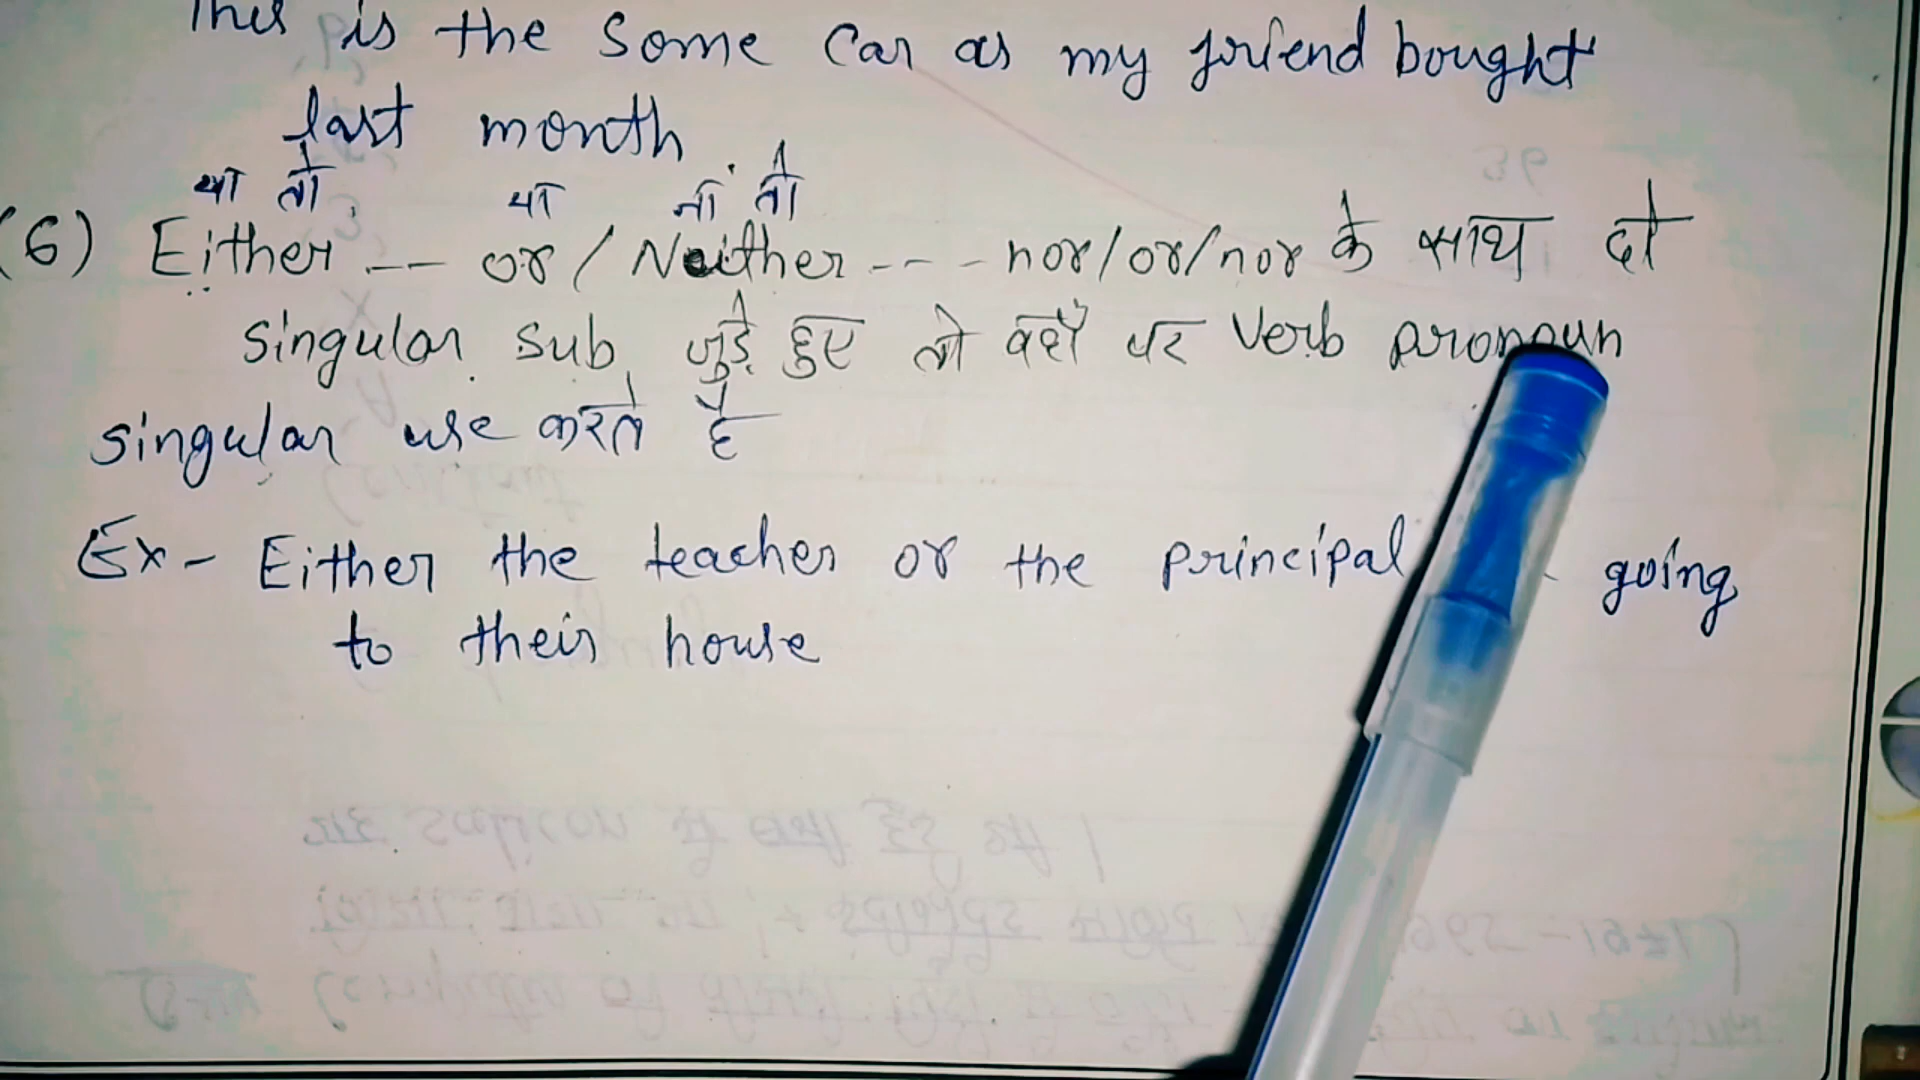 This is the Some Car as my friend bought
last month.
या तो या ना तो
(6) Either --- or / Neither --- nor/or/nor के साथ दो
singular sub जुड़े हुए तो वहाँ पर Verb pronoun
singular use करते है
Ex- Either the teacher or the principal going
to their house